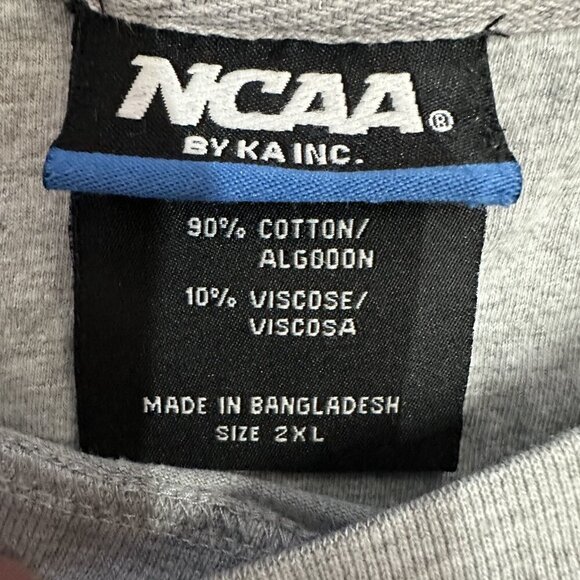 NCAA®
BY KA INC.
90% COTTON/
ALGODON
10% VISCOSE/
VISCOSA
MADE IN BANGLADESH
SIZE 2XL